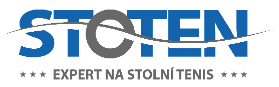 STOTEN
*** EXPERT NA STOLNÍ TENIS ***